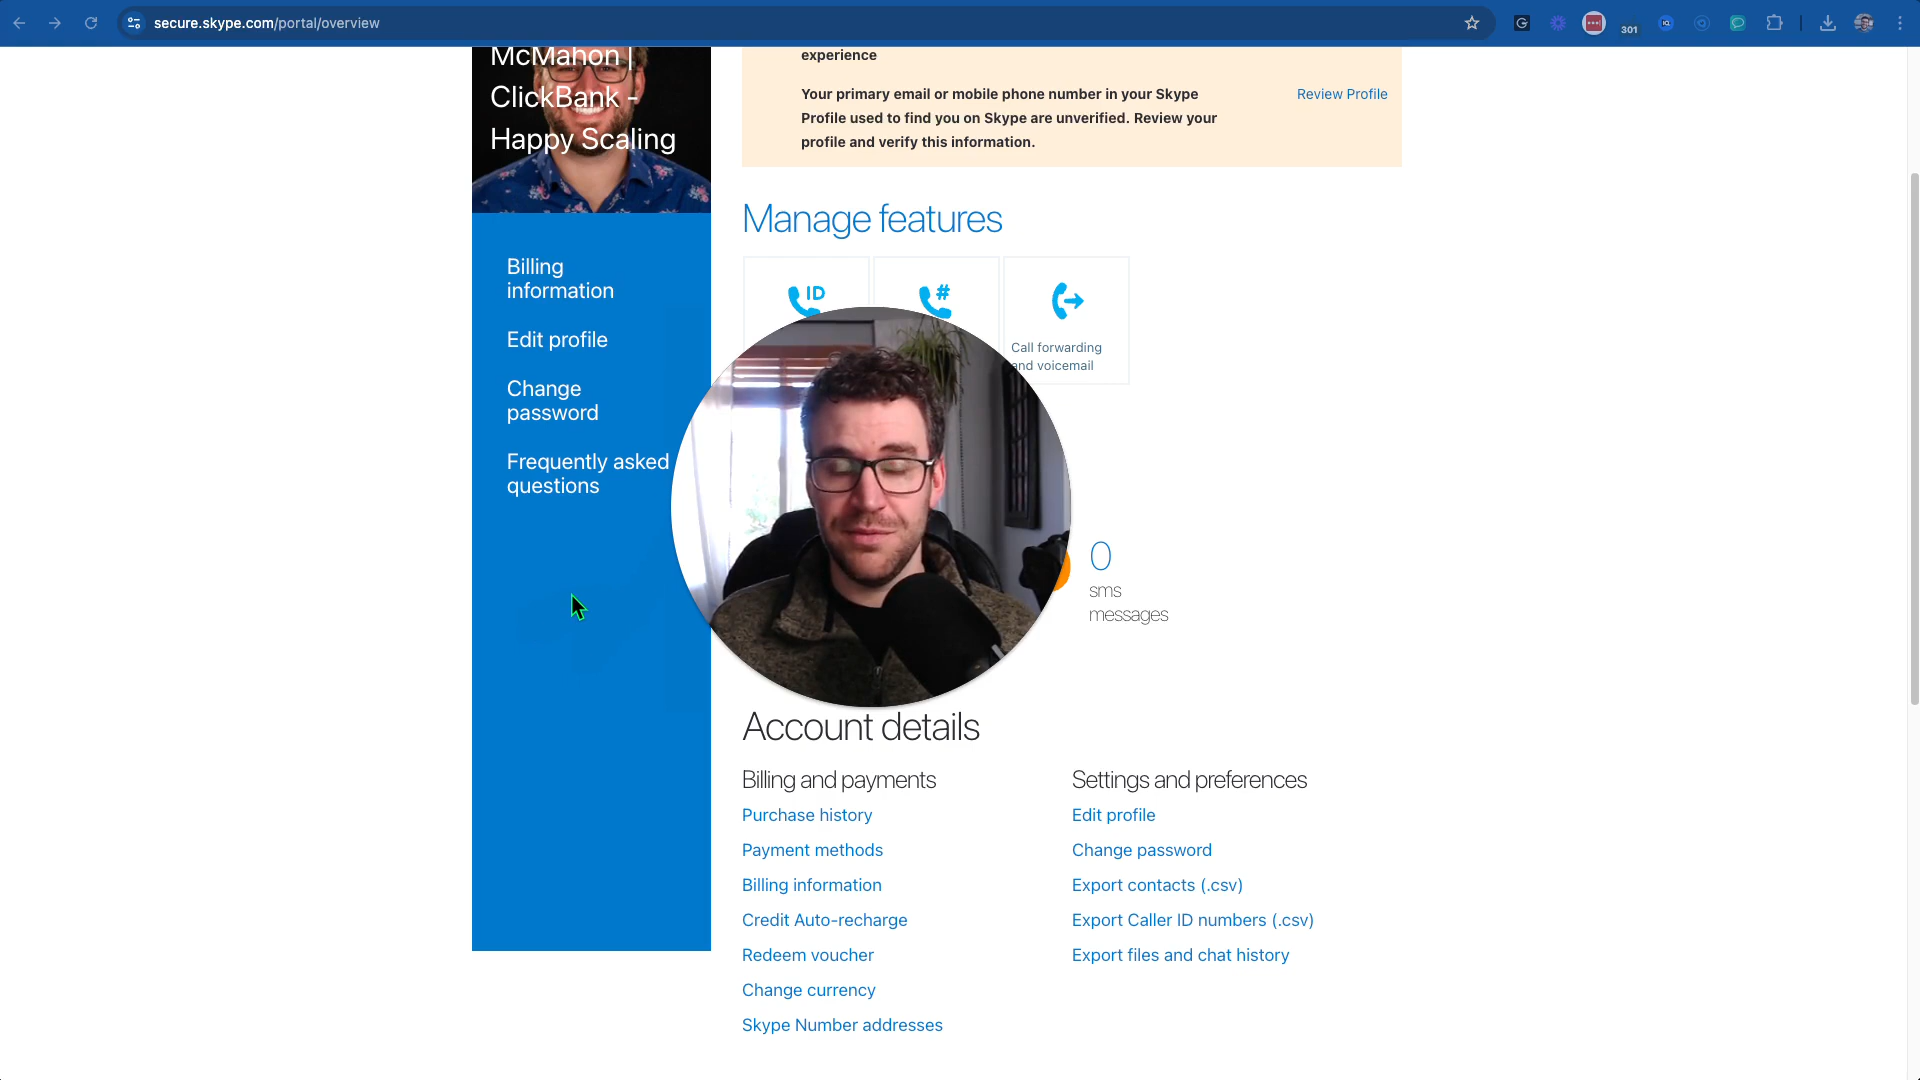 secure.skype.com/portal/overview
301
McMahon |
ClickBank -
Happy Scaling
experience
Your primary email or mobile phone number in your Skype
Profile used to find you on Skype are unverified. Review your
profile and verify this information.
Review Profile
Manage features
ID
#
Call forwarding
and voicemail
Billing
information
Edit profile
Change
password
Frequently asked
questions
0
sms
messages
Account details
Billing and payments
Purchase history
Payment methods
Billing information
Credit Auto-recharge
Redeem voucher
Change currency
Skype Number addresses
Settings and preferences
Edit profile
Change password
Export contacts (.csv)
Export Caller ID numbers (.csv)
Export files and chat history